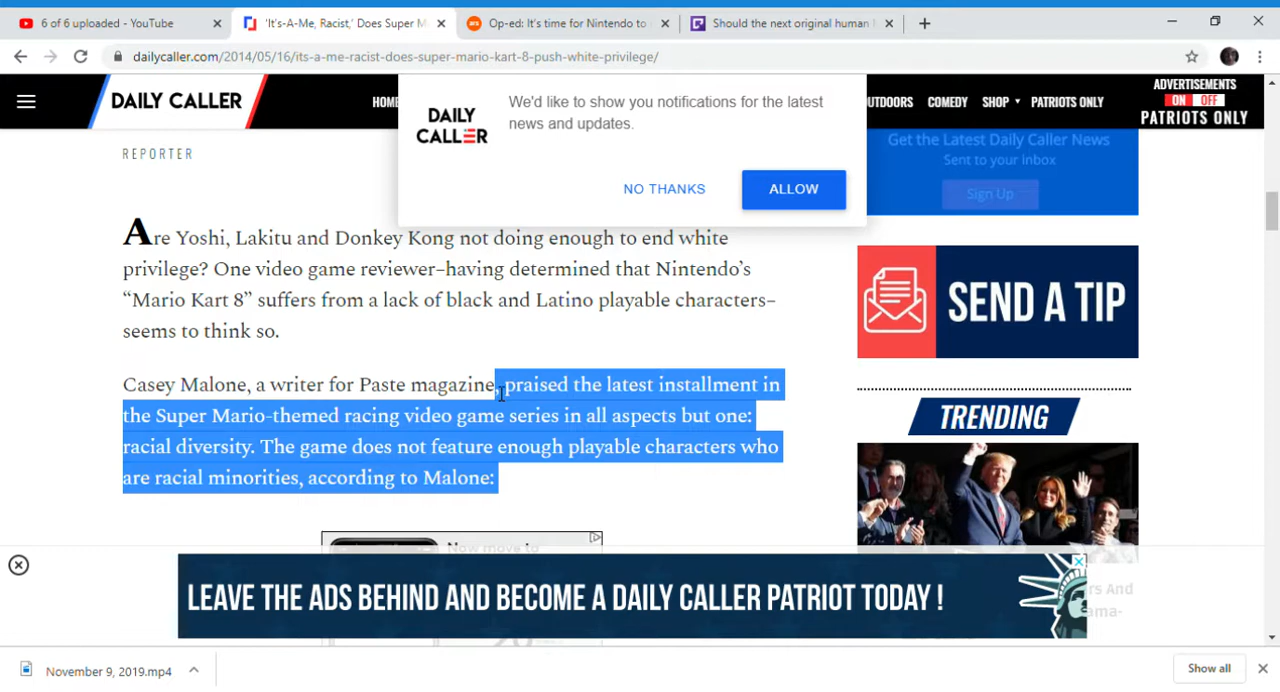 6 of 6 uploaded - YouTube
'It's-A-Me, Racist,' Does Super M
Op-ed: It's time for Nintendo to
Should the next original human
dailycaller.com/2014/05/16/its-a-me-racist-does-super-mario-kart-8-push-white-privilege/
DAILY CALLER
HOME
OUTDOORS
COMEDY
SHOP
PATRIOTS ONLY
ADVERTISEMENTS
ON OFF
PATRIOTS ONLY
DAILY
CALLER
We'd like to show you notifications for the latest
news and updates.
NO THANKS
ALLOW
REPORTER
Get the Latest Daily Caller News
Sent to your inbox
Sign Up
Are Yoshi, Lakitu and Donkey Kong not doing enough to end white
privilege? One video game reviewer–having determined that Nintendo's
“Mario Kart 8” suffers from a lack of black and Latino playable characters–
seems to think so.
Casey Malone, a writer for Paste magazine, praised the latest installment in
the Super Mario-themed racing video game series in all aspects but one:
racial diversity. The game does not feature enough playable characters who
are racial minorities, according to Malone:
SEND A TIP
TRENDING
Now move to
LEAVE THE ADS BEHIND AND BECOME A DAILY CALLER PATRIOT TODAY !
rs And
ma-
November 9, 2019.mp4
Show all